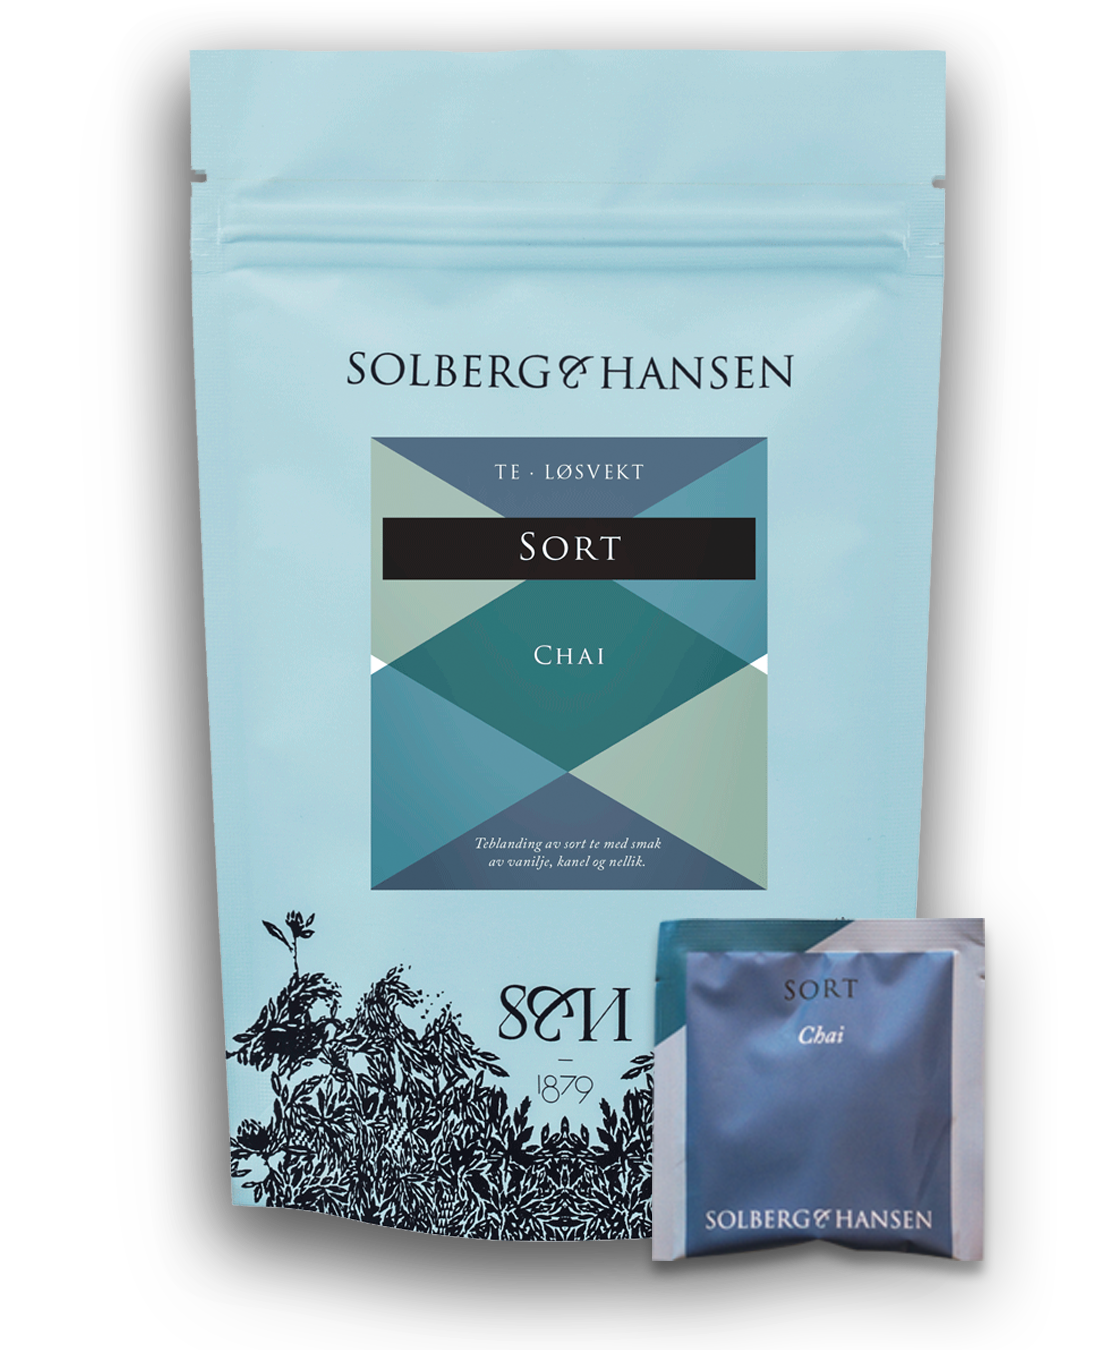 SOLBERG & HANSEN
TE · LØSVEKT
SORT
CHAI
Teblanding av sort te med smak
av vanilje, kanel og nellik.
S&H
–
1879
SORT
Chai
SOLBERG & HANSEN